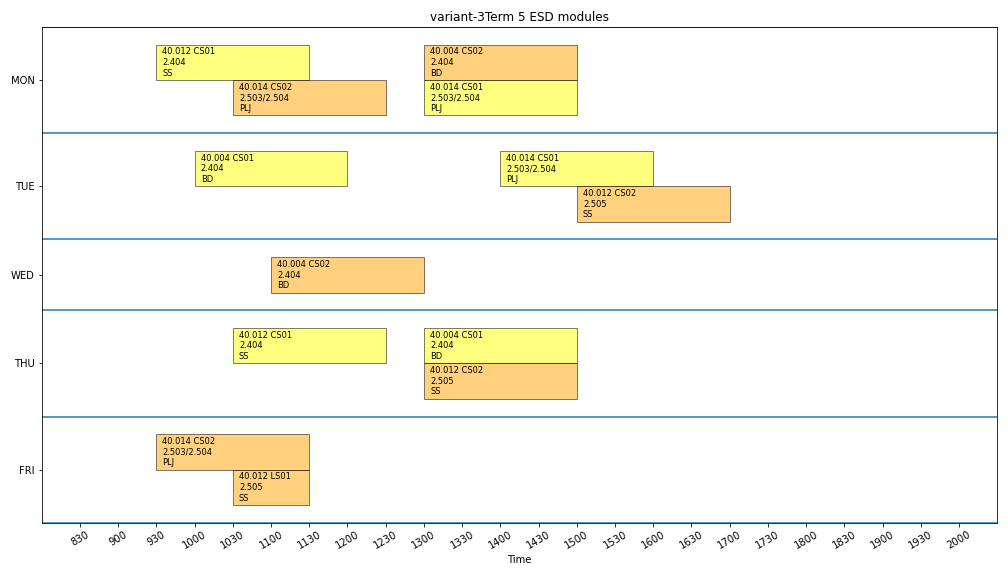 variant-3Term 5 ESD modules
MON
40.012 CS01
2.404
SS
40.014 CS02
2.503/2.504
PLJ
40.004 CS02
2.404
BD
40.014 CS01
2.503/2.504
PLJ
TUE
40.004 CS01
2.404
BD
40.014 CS01
2.503/2.504
PLJ
40.012 CS02
2.505
SS
WED
40.004 CS02
2.404
BD
THU
40.012 CS01
2.404
SS
40.004 CS01
2.404
BD
40.012 CS02
2.505
SS
FRI
40.014 CS02
2.503/2.504
PLJ
40.012 LS01
2.505
SS
830 900 930 1000 1030 1100 1130 1200 1230 1300 1330 1400 1430 1500 1530 1600 1630 1700 1730 1800 1830 1900 1930 2000
Time